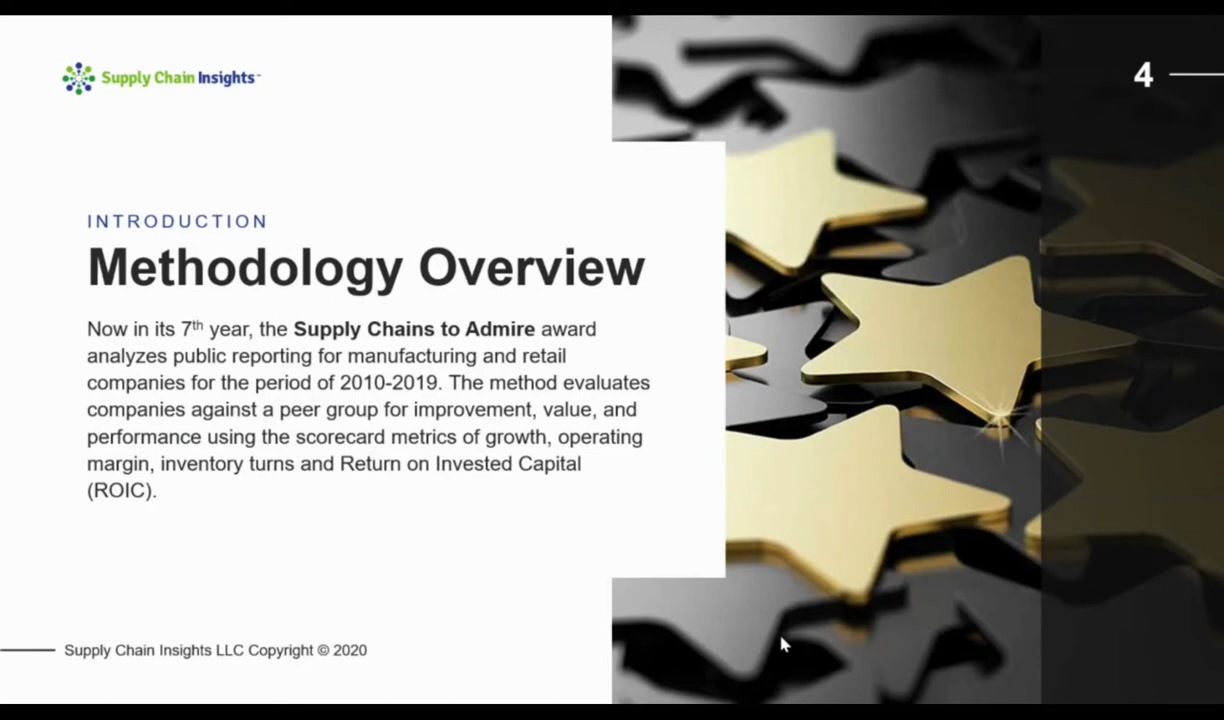 Supply Chain Insights™
4
INTRODUCTION
Methodology Overview
Now in its 7th year, the Supply Chains to Admire award
analyzes public reporting for manufacturing and retail
companies for the period of 2010-2019. The method evaluates
companies against a peer group for improvement, value, and
performance using the scorecard metrics of growth, operating
margin, inventory turns and Return on Invested Capital
(ROIC).
Supply Chain Insights LLC Copyright © 2020